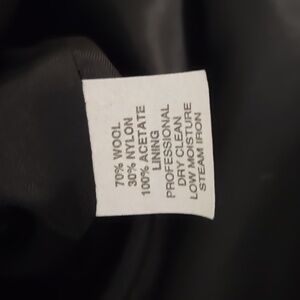 70% WOOL
30% NYLON
100% ACETATE
LINING
PROFESSIONAL
DRY CLEAN
LOW MOISTURE
STEAM IRON